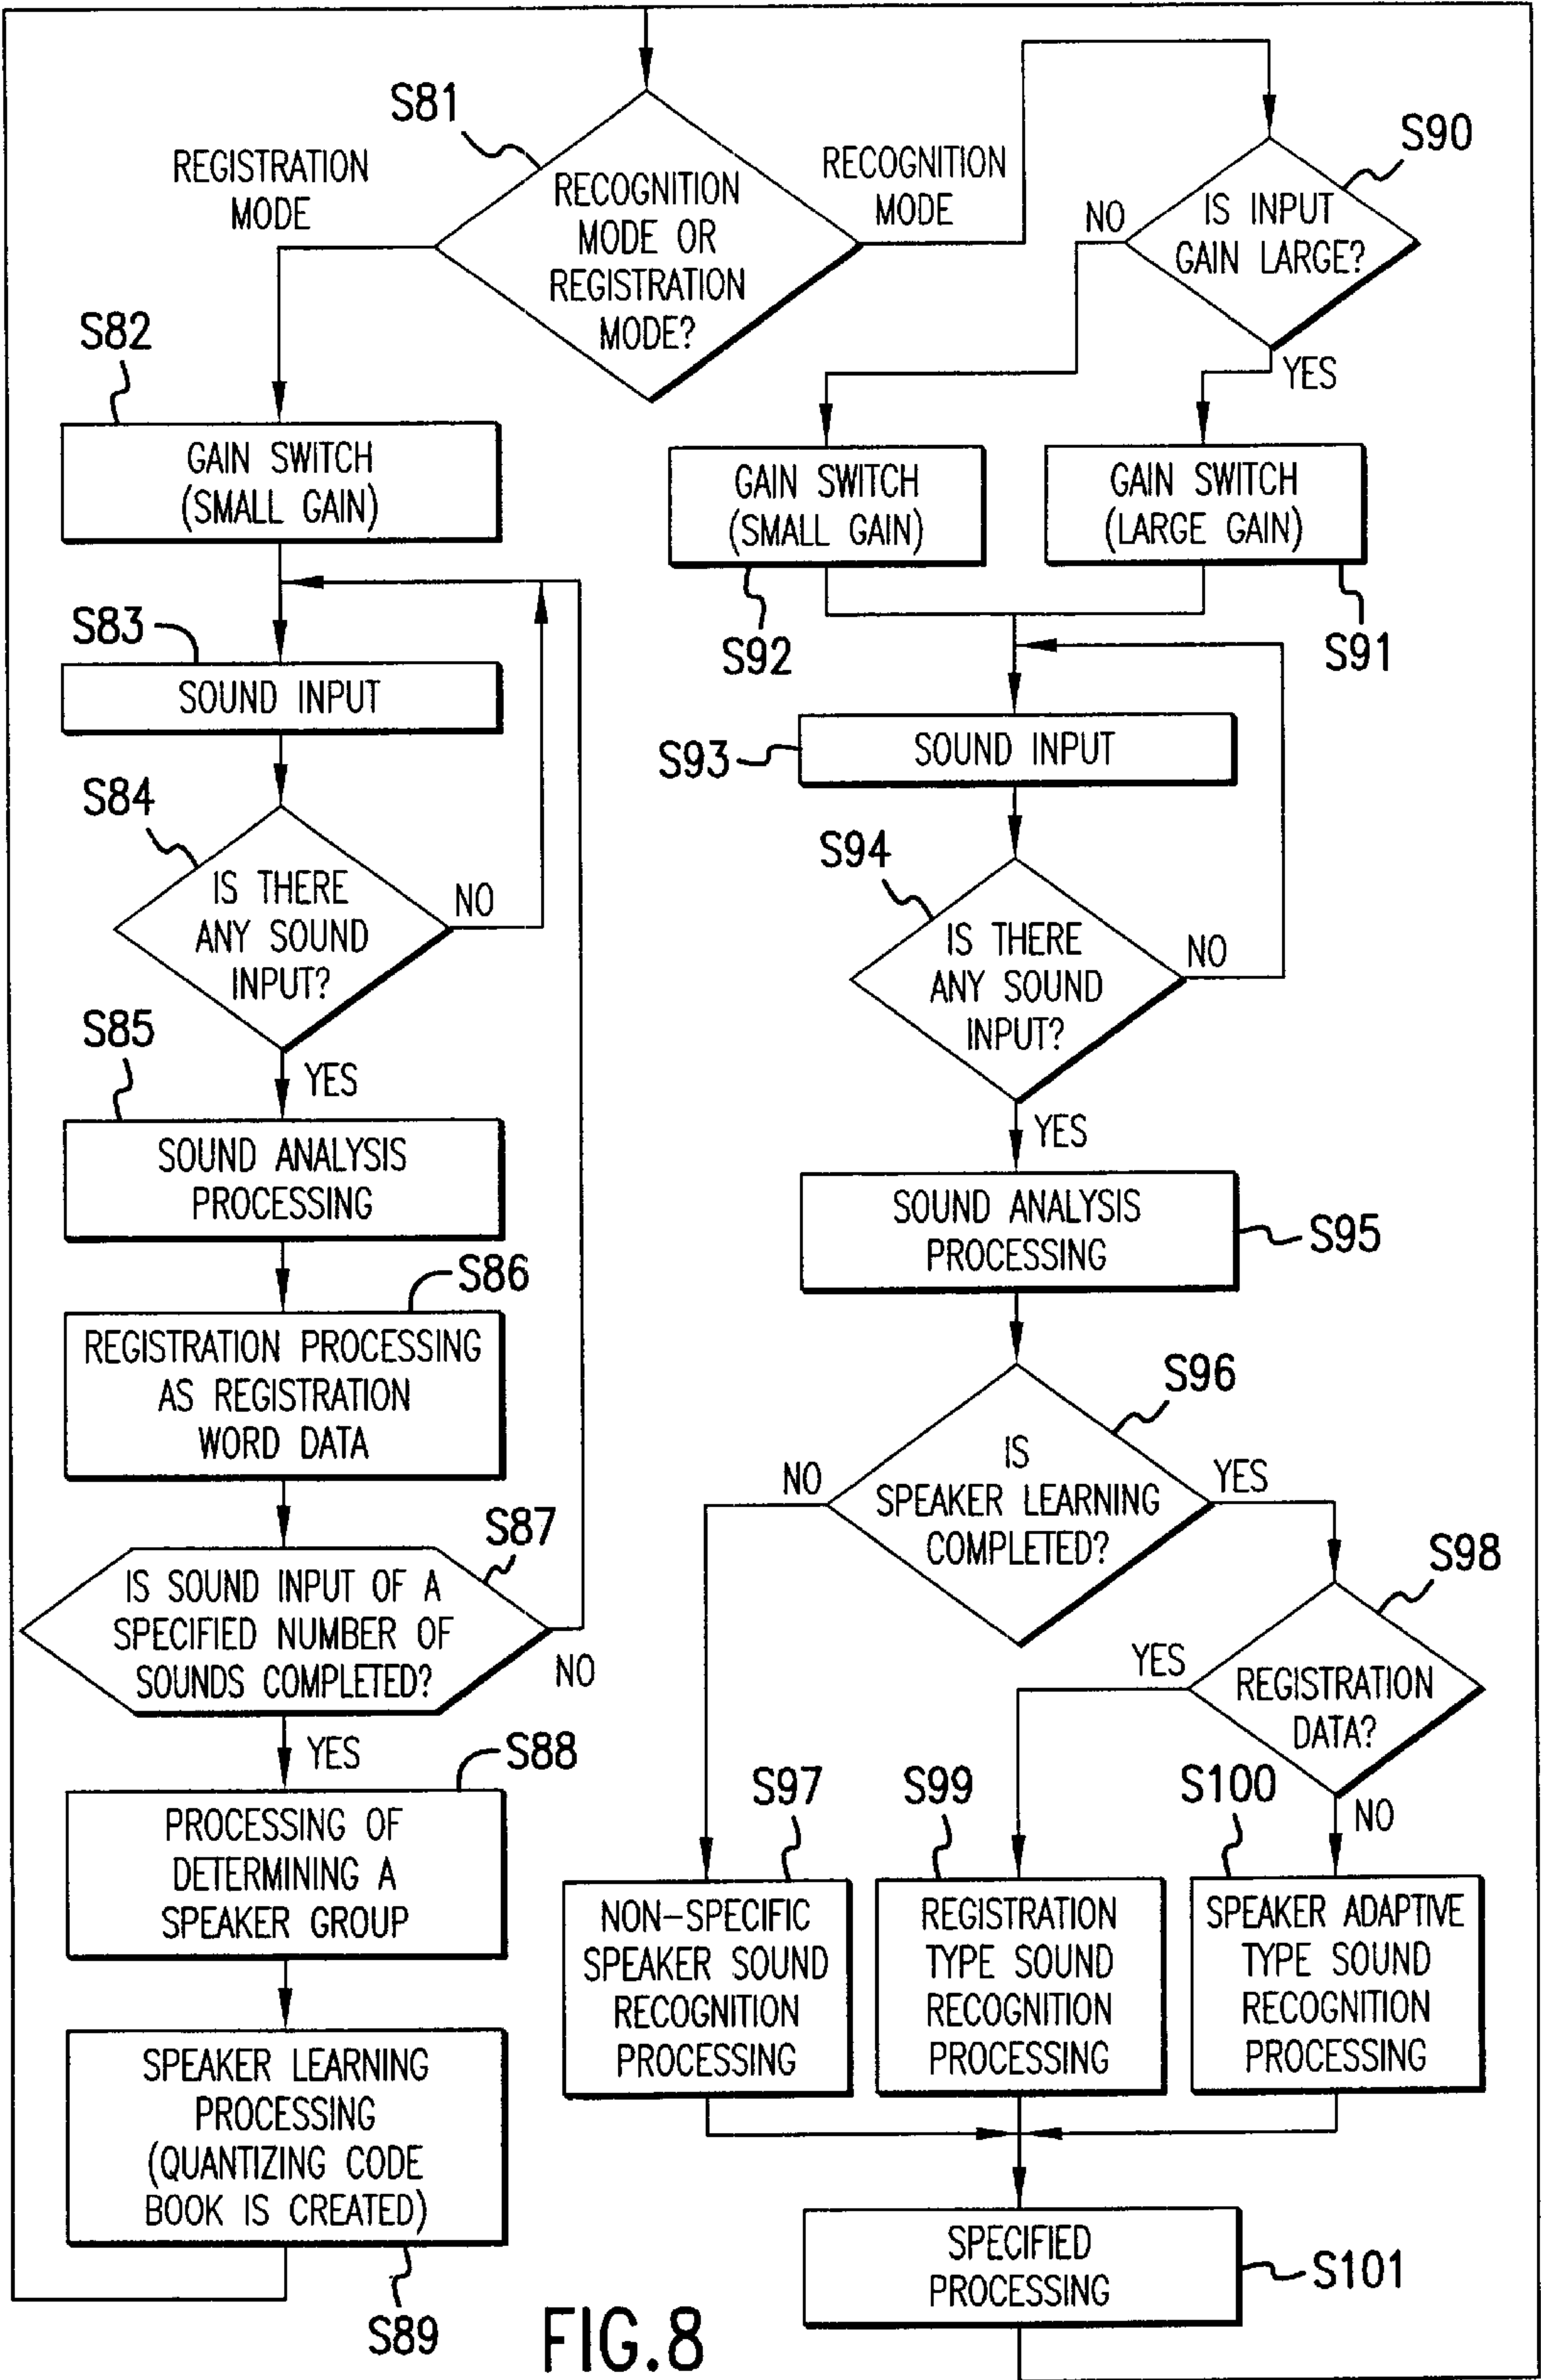 S81
REGISTRATION
MODE
RECOGNITION
MODE OR
REGISTRATION
MODE?
RECOGNITION
MODE
S90
IS INPUT
GAIN LARGE?
NO
YES
S82
GAIN SWITCH
(SMALL GAIN)
GAIN SWITCH
(SMALL GAIN)
S92
GAIN SWITCH
(LARGE GAIN)
S91
S83
SOUND INPUT
S84
IS THERE
ANY SOUND
INPUT?
NO
YES
S85
SOUND ANALYSIS
PROCESSING
S86
REGISTRATION PROCESSING
AS REGISTRATION
WORD DATA
S87
IS SOUND INPUT OF A
SPECIFIED NUMBER OF
SOUNDS COMPLETED?
NO
YES
S88
PROCESSING OF
DETERMINING A
SPEAKER GROUP
SPEAKER LEARNING
PROCESSING
(QUANTIZING CODE
BOOK IS CREATED)
S89
S93
SOUND INPUT
S94
IS THERE
ANY SOUND
INPUT?
NO
YES
SOUND ANALYSIS
PROCESSING
S95
S96
IS
SPEAKER LEARNING
COMPLETED?
NO
YES
S98
REGISTRATION
DATA?
YES
NO
S97
NON-SPECIFIC
SPEAKER SOUND
RECOGNITION
PROCESSING
S99
REGISTRATION
TYPE SOUND
RECOGNITION
PROCESSING
S100
SPEAKER ADAPTIVE
TYPE SOUND
RECOGNITION
PROCESSING
SPECIFIED
PROCESSING
S101
FIG.8